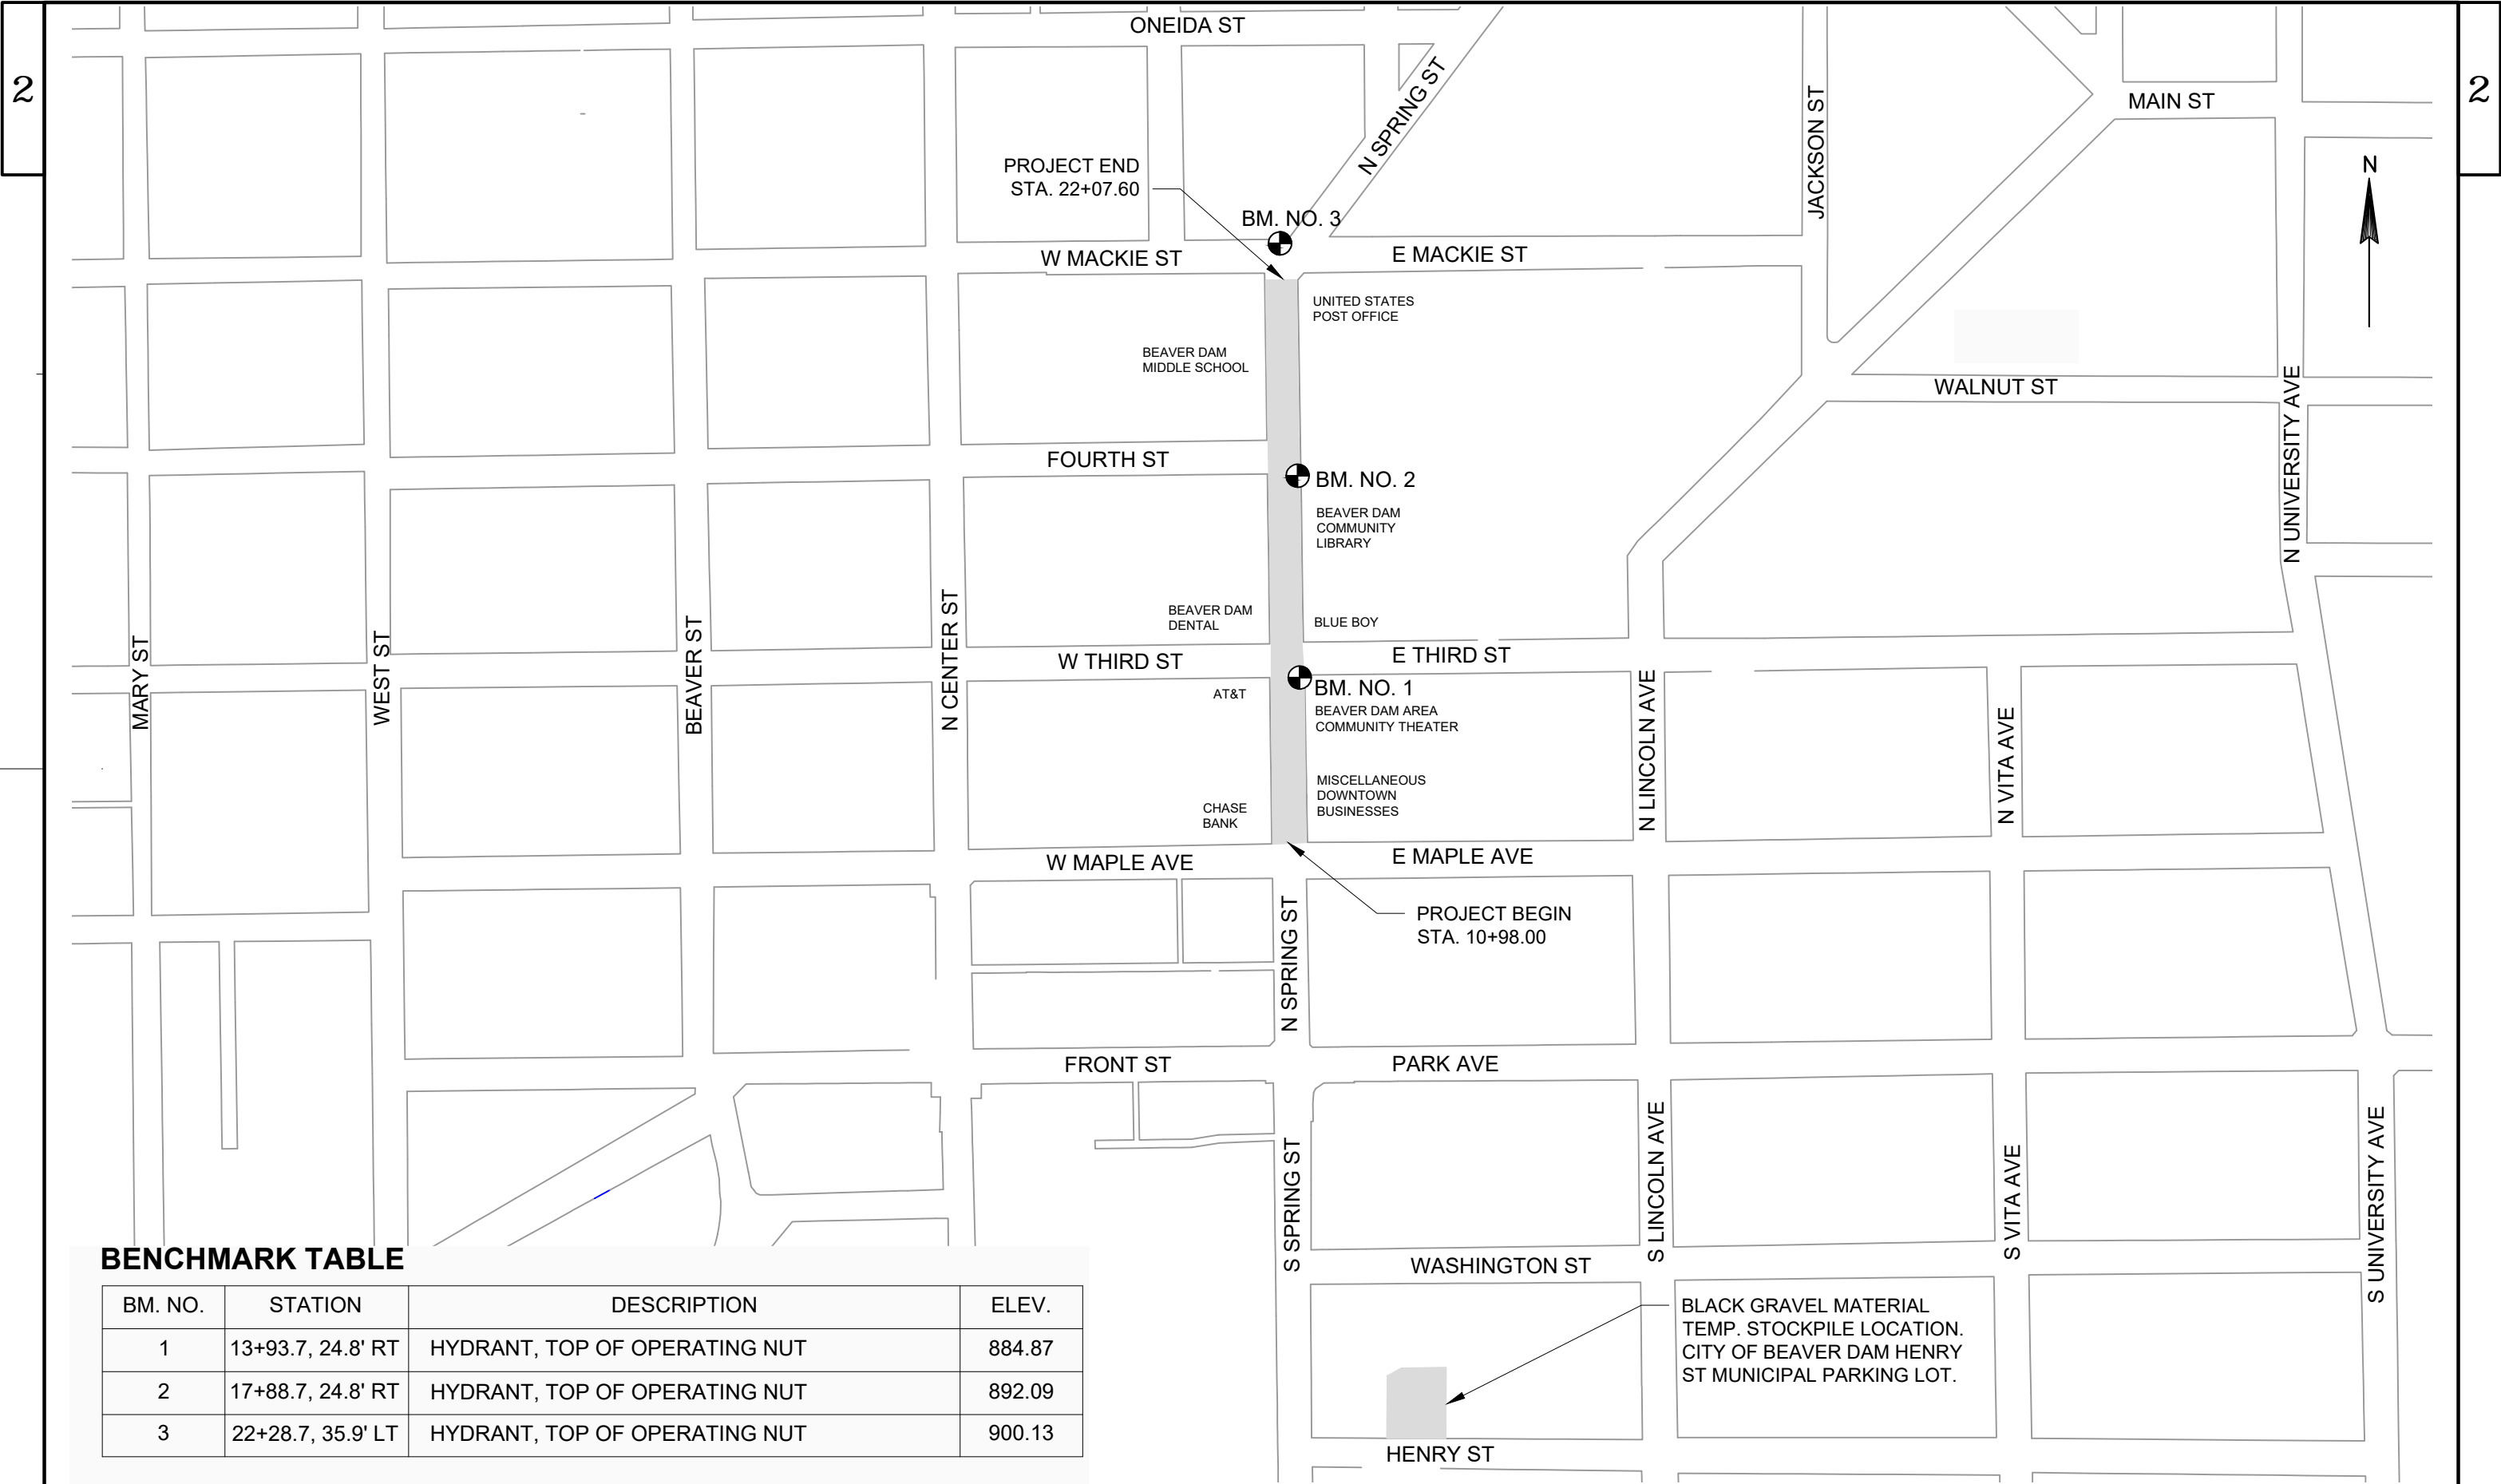 ONEIDA ST
2
2
MAIN ST
N SPRING ST
JACKSON ST
PROJECT END
STA. 22+07.60
N
BM. NO. 3
W MACKIE ST
E MACKIE ST
UNITED STATES
POST OFFICE
BEAVER DAM
MIDDLE SCHOOL
WALNUT ST
N UNIVERSITY AVE
FOURTH ST
BM. NO. 2
BEAVER DAM
COMMUNITY
LIBRARY
BEAVER DAM
DENTAL
BLUE BOY
MARY ST
WEST ST
BEAVER ST
N CENTER ST
W THIRD ST
E THIRD ST
AT&T
BM. NO. 1
BEAVER DAM AREA
COMMUNITY THEATER
N LINCOLN AVE
N VITA AVE
MISCELLANEOUS
DOWNTOWN
BUSINESSES
CHASE
BANK
W MAPLE AVE
E MAPLE AVE
PROJECT BEGIN
STA. 10+98.00
N SPRING ST
FRONT ST
PARK AVE
S SPRING ST
S LINCOLN AVE
S VITA AVE
S UNIVERSITY AVE
WASHINGTON ST
BLACK GRAVEL MATERIAL
TEMP. STOCKPILE LOCATION.
CITY OF BEAVER DAM HENRY
ST MUNICIPAL PARKING LOT.
HENRY ST
BENCHMARK TABLE
BM. NO. STATION DESCRIPTION ELEV.
1 13+93.7, 24.8' RT HYDRANT, TOP OF OPERATING NUT 884.87
2 17+88.7, 24.8' RT HYDRANT, TOP OF OPERATING NUT 892.09
3 22+28.7, 35.9' LT HYDRANT, TOP OF OPERATING NUT 900.13